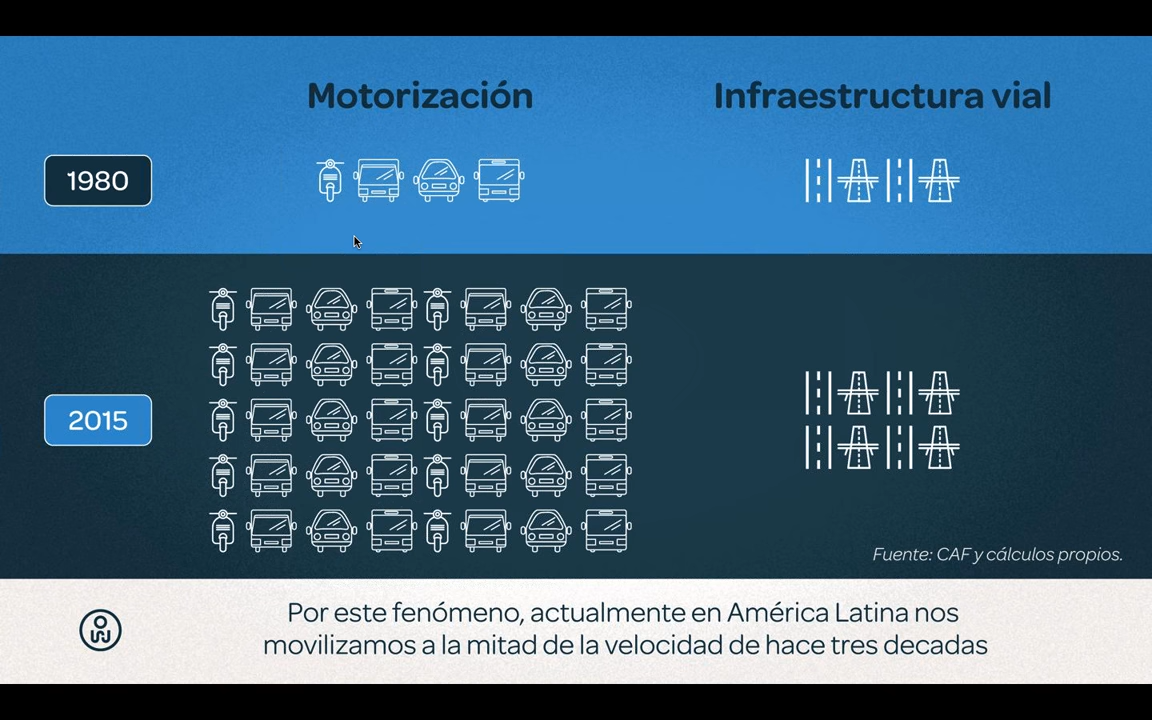 Motorización
Infraestructura vial
1980
2015
Fuente: CAF y cálculos propios.
Por este fenómeno, actualmente en América Latina nos
movilizamos a la mitad de la velocidad de hace tres decadas